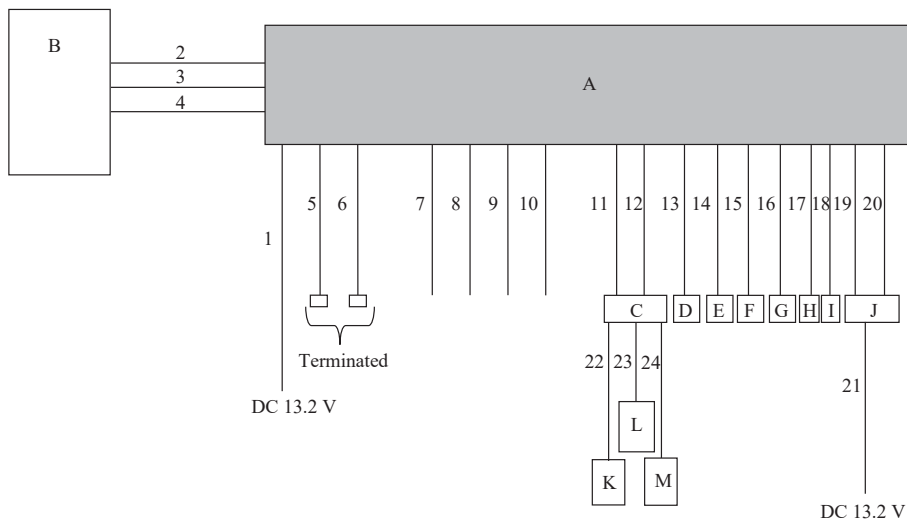 B
2
3
4
A
5 6 7 8 9 10 11 12 13 14 15 16 17 18 19 20
1
C D E F G H I J
Terminated
22 23 24
21
DC 13.2 V
L
K M
DC 13.2 V